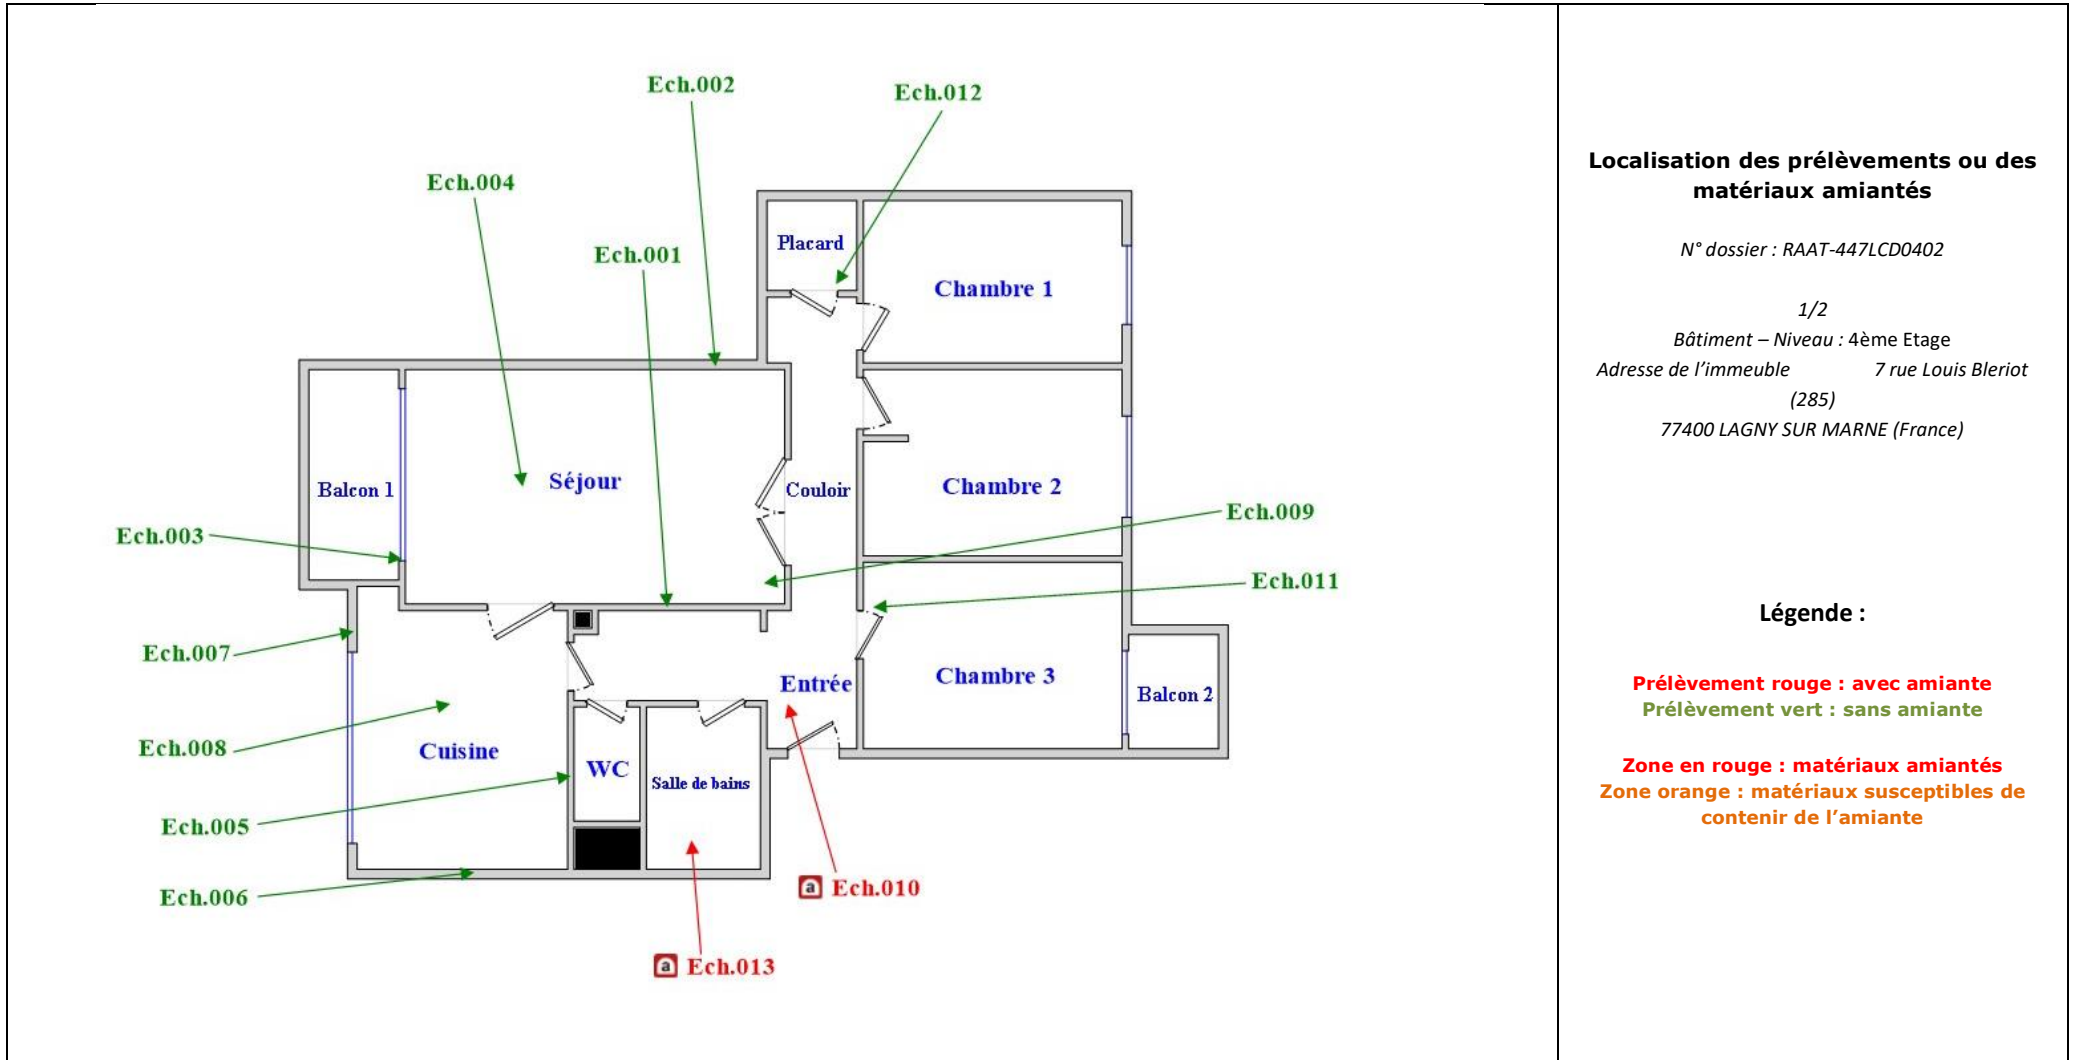 Ech.002
Ech.012
Ech.004
Ech.001
Placard
Chambre 1
Séjour
Balcon 1
Couloir
Chambre 2
Ech.009
Ech.003
Ech.011
Ech.007
Entrée
Chambre 3
Balcon 2
Ech.008
Cuisine
WC
Salle de bains
Ech.005
Ech.006
a Ech.010
a Ech.013
Localisation des prélèvements ou des
matériaux amiantés
N° dossier : RAAT-447LCD0402
1/2
Bâtiment – Niveau : 4ème Etage
Adresse de l'immeuble 7 rue Louis Bleriot
(285)
77400 LAGNY SUR MARNE (France)
Légende :
Prélèvement rouge : avec amiante
Prélèvement vert : sans amiante
Zone en rouge : matériaux amiantés
Zone orange : matériaux susceptibles de
contenir de l'amiante